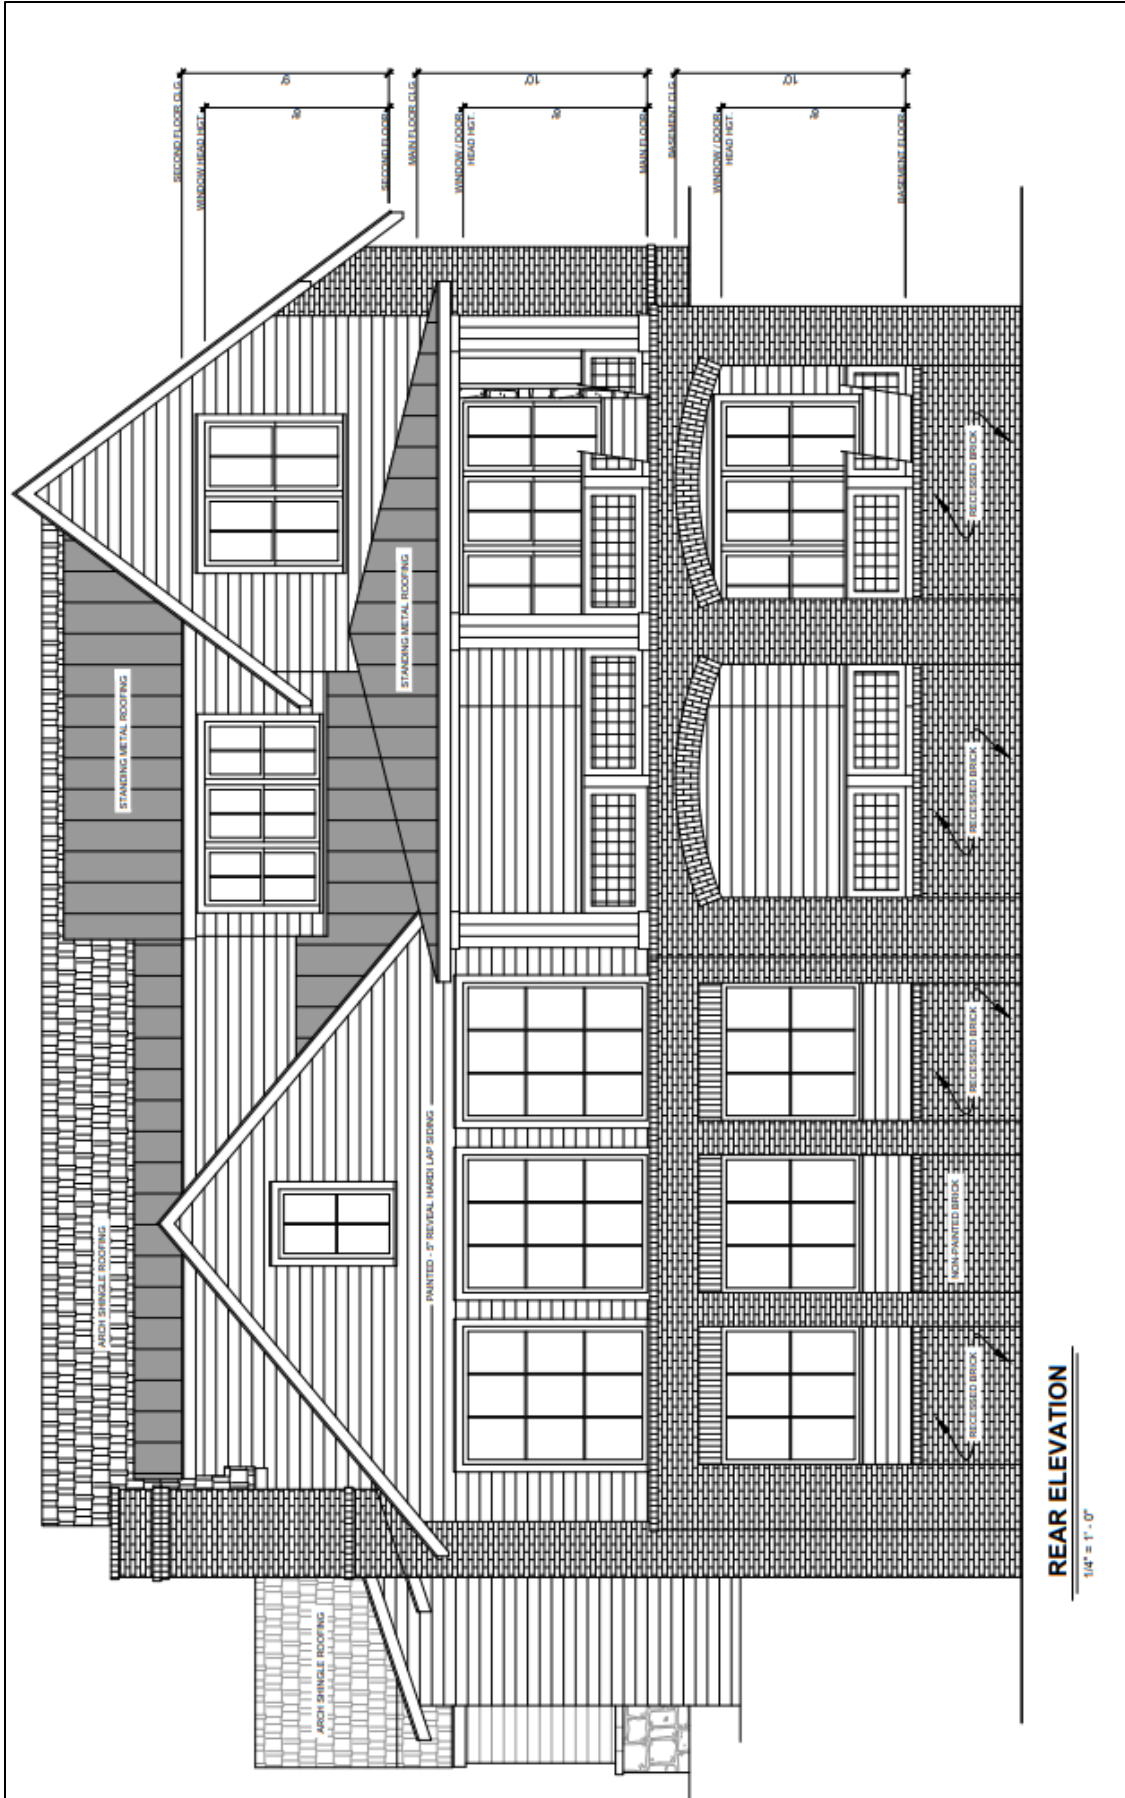 SECOND FLOOR CLG.
WINDOW HEAD HGT.
SECOND FLOOR
MAIN FLOOR CLG.
WINDOW / DOOR
HEAD HGT.
MAIN FLOOR
BASEMENT CLG.
WINDOW / DOOR
HEAD HGT.
BASEMENT FLOOR
9'
8'
10'
8'
10'
8'
STANDING METAL ROOFING
STANDING METAL ROOFING
ARCH SHINGLE ROOFING
ARCH SHINGLE ROOFING
PAINTED - 5" REVEAL HARDI LAP SIDING
RECESSED BRICK
NON-PAINTED BRICK
RECESSED BRICK
RECESSED BRICK
RECESSED BRICK
REAR ELEVATION
1/4" = 1' - 0"